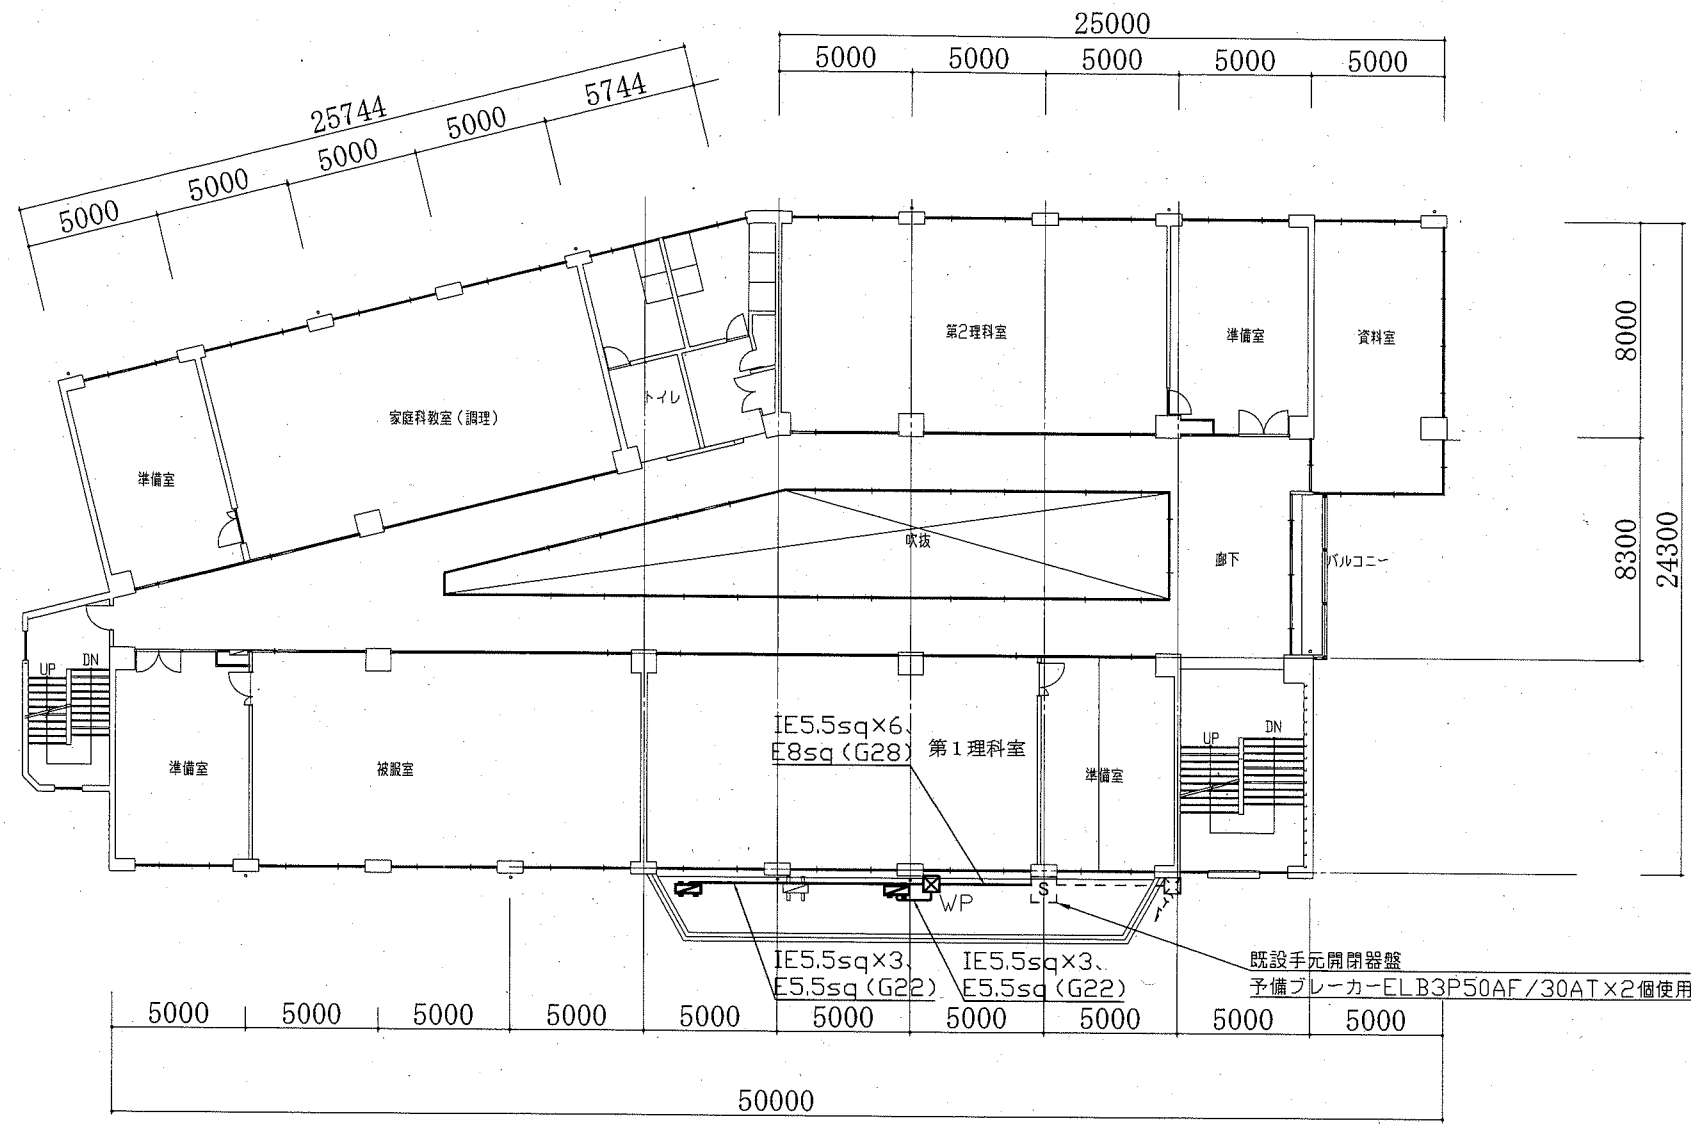 25000
5000 5000 5000 5000 5000
25744
5000 5000 5000 5000 5744
第2理科室
準備室
資料室
8000
家庭科教室（調理）
トイレ
準備室
吹抜
廊下
バルコニー
8300
24300
UP
DN
IE5.5sq×6、
E8sq（G28）
第１理科室
準備室
被服室
準備室
UP
DN
S
WP
IE5.5sq×3、
E5.5sq（G22）
IE5.5sq×3、
E5.5sq（G22）
既設手元開閉器盤
予備ブレーカーELB3P50AF/30AT×2個使用
5000 5000 5000 5000 5000 5000 5000 5000 5000 5000
50000